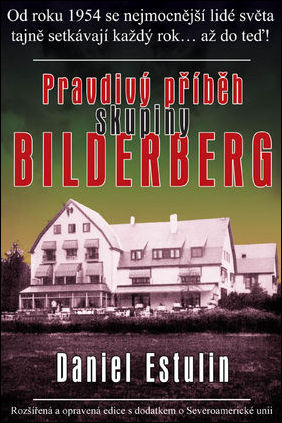 Od roku 1954 se nejmocnější lidé světa
tajně setkávají každý rok... až do teď!
Pravdivý příběh
skupiny
BILDERBERG
Daniel Estulin
Rozšířená a opravená edice s dodatkem o Severoamerické unii